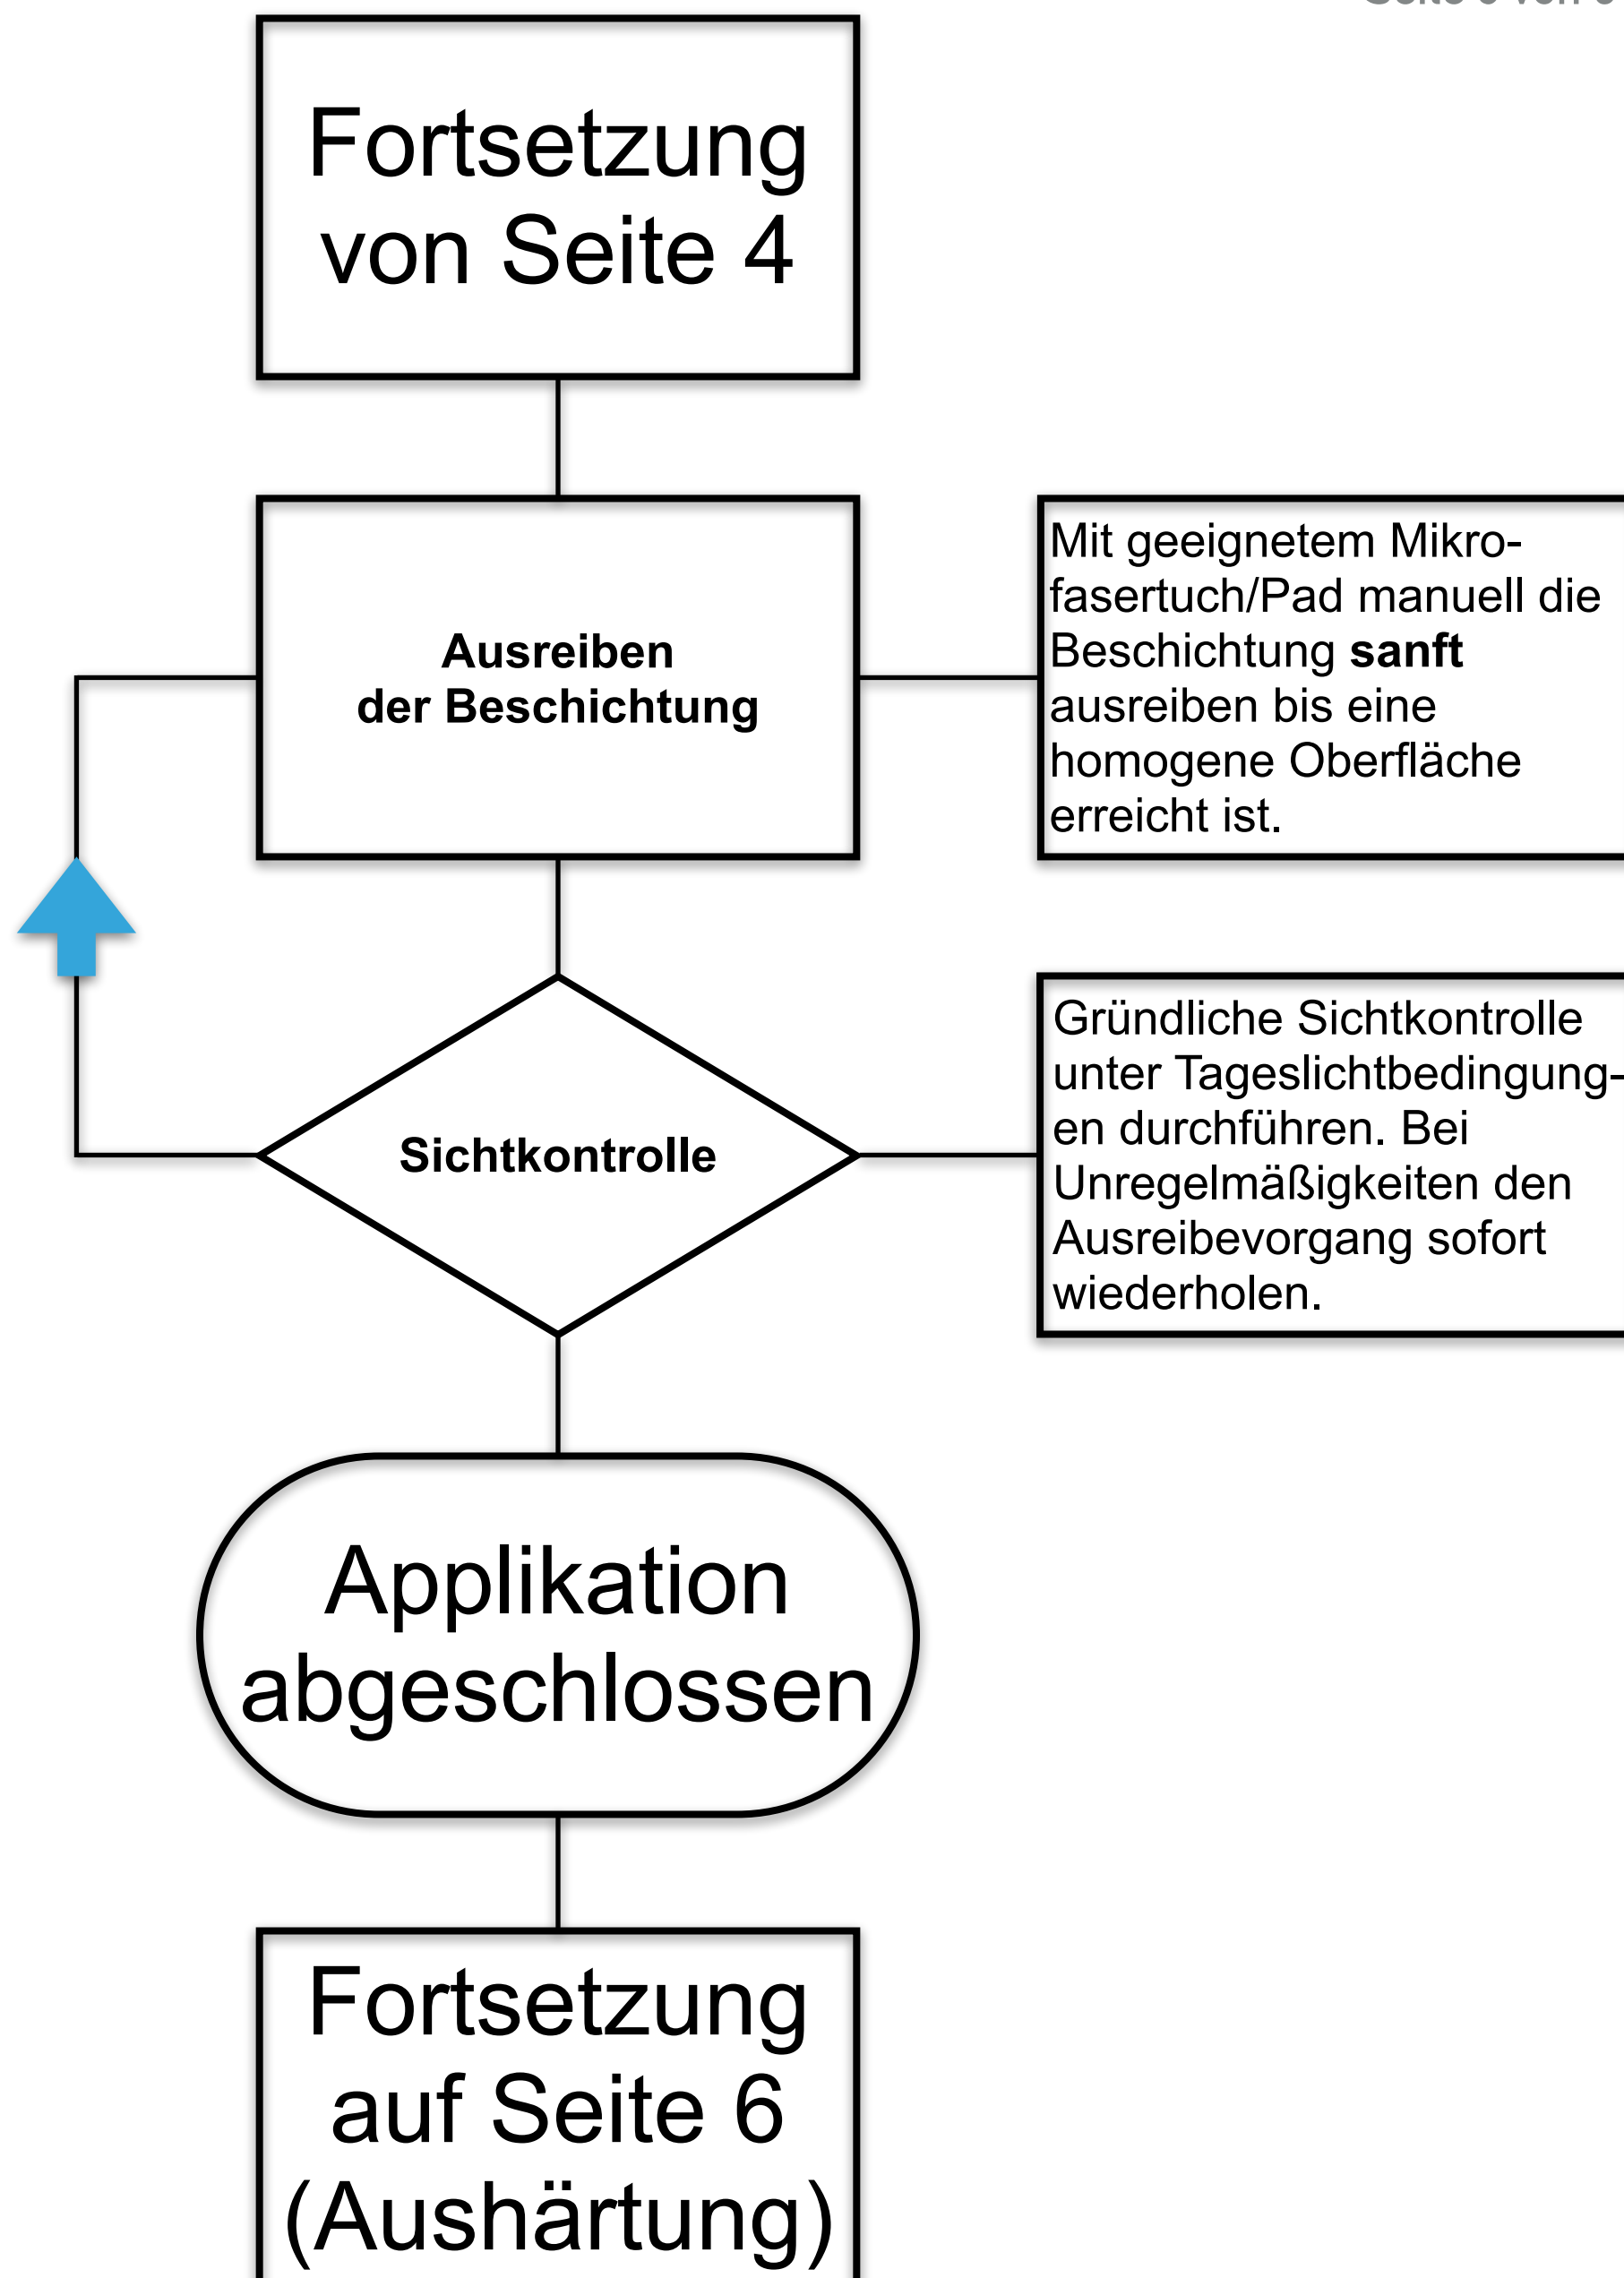 Fortsetzung
von Seite 4
Ausreiben
der Beschichtung
Mit geeignetem Mikro-
fasertuch/Pad manuell die
Beschichtung sanft
ausreiben bis eine
homogene Oberfläche
erreicht ist.
Sichtkontrolle
Gründliche Sichtkontrolle
unter Tageslichtbedingung-
en durchführen. Bei
Unregelmäßigkeiten den
Ausreibevorgang sofort
wiederholen.
Applikation
abgeschlossen
Fortsetzung
auf Seite 6
(Aushärtung)